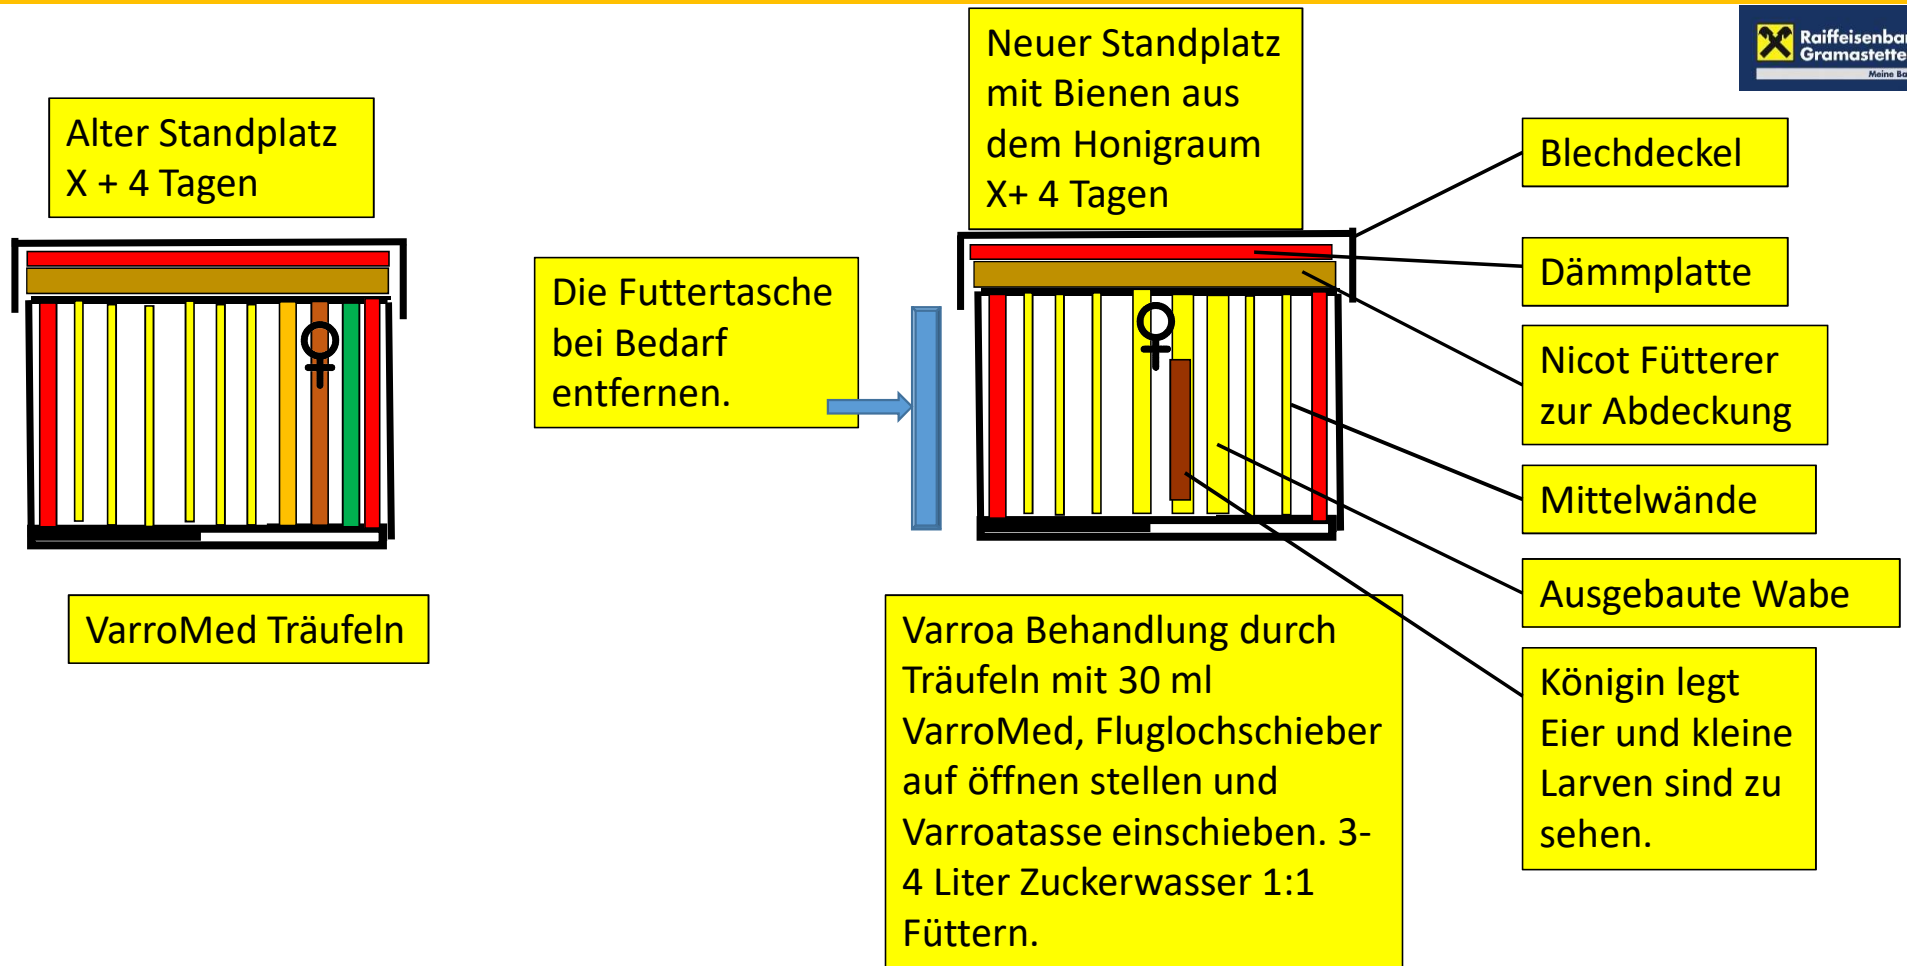 Raiffeisenban
Gramastette
Meine Ba
Alter Standplatz
X + 4 Tagen
Neuer Standplatz
mit Bienen aus
dem Honigraum
X+ 4 Tagen
Die Futtertasche
bei Bedarf
entfernen.
Blechdeckel
Dämmplatte
Nicot Fütterer
zur Abdeckung
Mittelwände
Ausgebaute Wabe
Königin legt
Eier und kleine
Larven sind zu
sehen.
VarroMed Träufeln
Varroa Behandlung durch
Träufeln mit 30 ml
VarroMed, Fluglochschieber
auf öffnen stellen und
Varroatasse einschieben. 3-
4 Liter Zuckerwasser 1:1
Füttern.